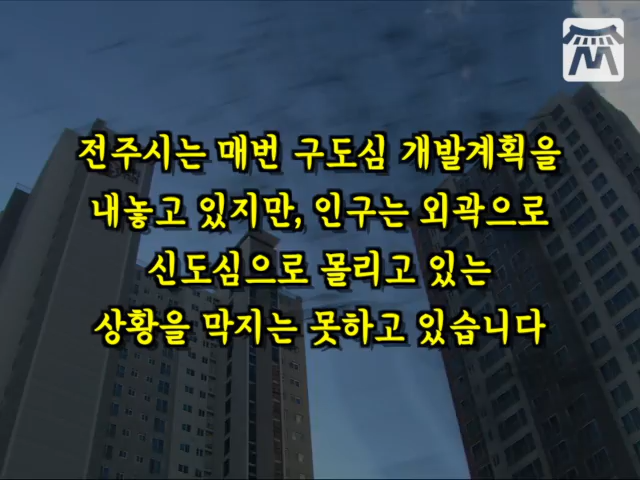 전주시는 매번 구도심 개발계획을
내놓고 있지만, 인구는 외곽으로
신도심으로 몰리고 있는
상황을 막지는 못하고 있습니다
M